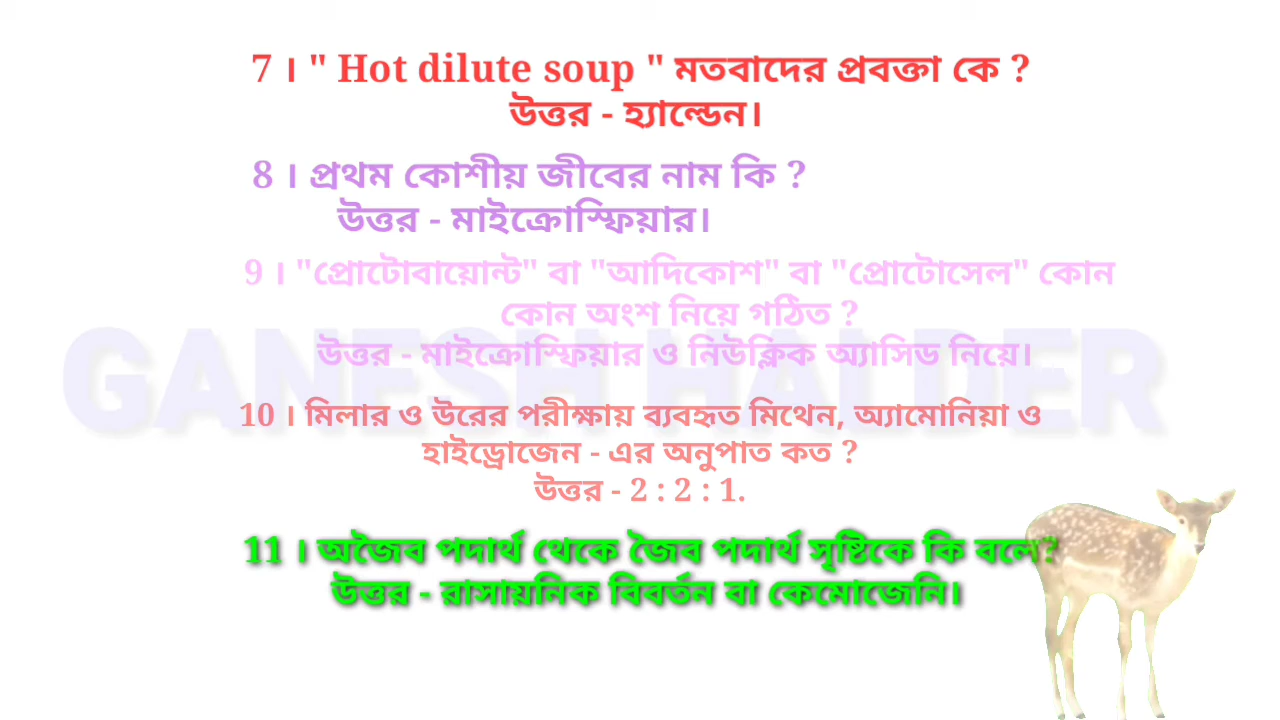 7 । " Hot dilute soup " মতবাদের প্রবক্তা কে ?
উত্তর - হ্যাল্ডেন।
8 । প্রথম কোশীয় জীবের নাম কি ?
উত্তর - মাইক্রোস্ফিয়ার।
9 । "প্রোটোবায়োন্ট" বা "আদিকোশ" বা "প্রোটোসেল" কোন
কোন অংশ নিয়ে গঠিত ?
উত্তর - মাইক্রোস্ফিয়ার ও নিউক্লিক অ্যাসিড নিয়ে।
GANESH HALDER
10 । মিলার ও উরের পরীক্ষায় ব্যবহৃত মিথেন, অ্যামোনিয়া ও
হাইড্রোজেন - এর অনুপাত কত ?
উত্তর - 2 : 2 : 1.
11 । অজৈব পদার্থ থেকে জৈব পদার্থ সৃষ্টিকে কি বলে?
উত্তর - রাসায়নিক বিবর্তন বা কেমোজেনি।